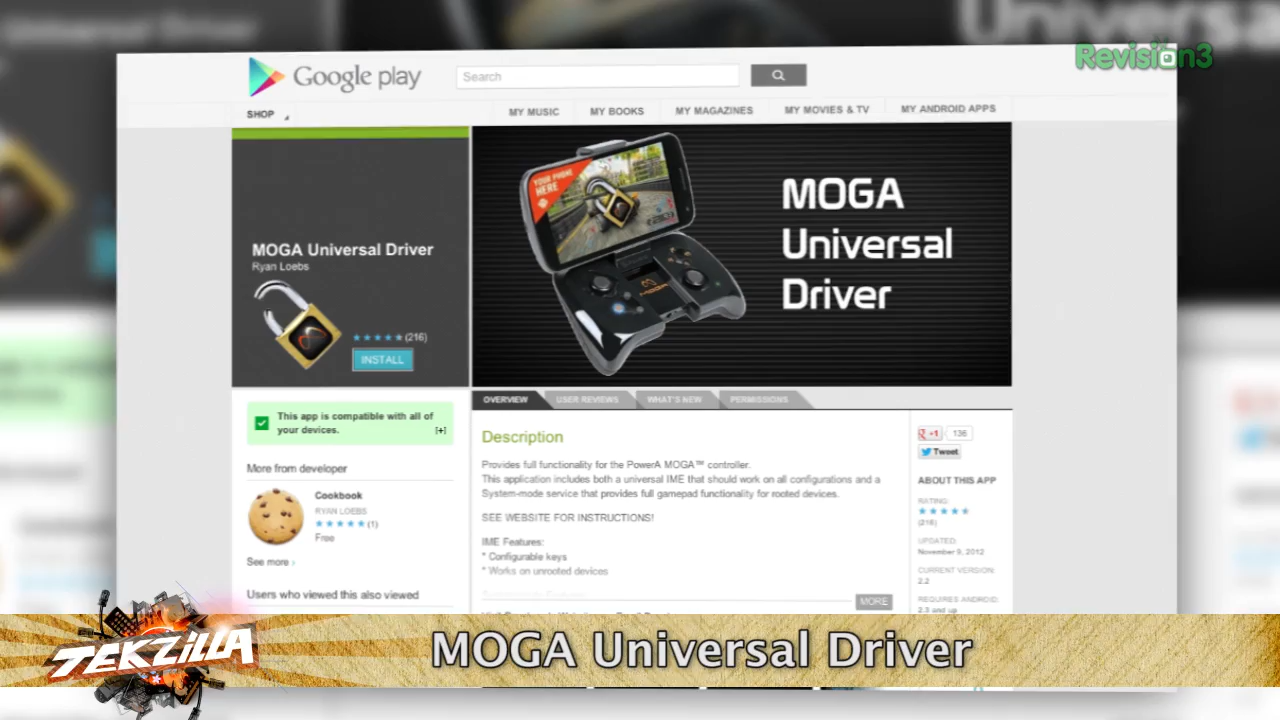 Universal Driver
Universa
Revision3
Google play
Search
SHOP
MY MUSIC
MY BOOKS
MY MAGAZINES
MY MOVIES & TV
MY ANDROID APPS
YOUR PHONE
HERE
MOGA
Universal
Driver
MOGA Universal Driver
Ryan Loebs
(216)
INSTALL
OVERVIEW
USER REVIEWS
WHAT'S NEW
PERMISSIONS
This app is compatible with all of
your devices.
[+]
More from developer
Cookbook
RYAN LOEBS
(1)
Free
See more ›
Users who viewed this also viewed
Description
Provides full functionality for the PowerA MOGA™ controller.
This application includes both a universal IME that should work on all configurations and a
System-mode service that provides full gamepad functionality for rooted devices.
SEE WEBSITE FOR INSTRUCTIONS!
IME Features:
* Configurable keys
* Works on unrooted devices
MORE
+1
136
Tweet
ABOUT THIS APP
RATING:
(216)
UPDATED:
November 9, 2012
CURRENT VERSION:
2.2
REQUIRES ANDROID:
2.3 and up
TEKZILLA
MOGA Universal Driver